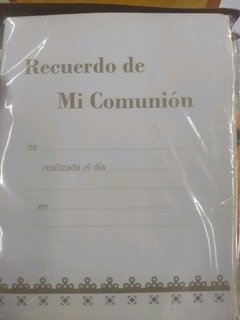 Recuerdo de
Mi Comunión
de
realizada el día
en